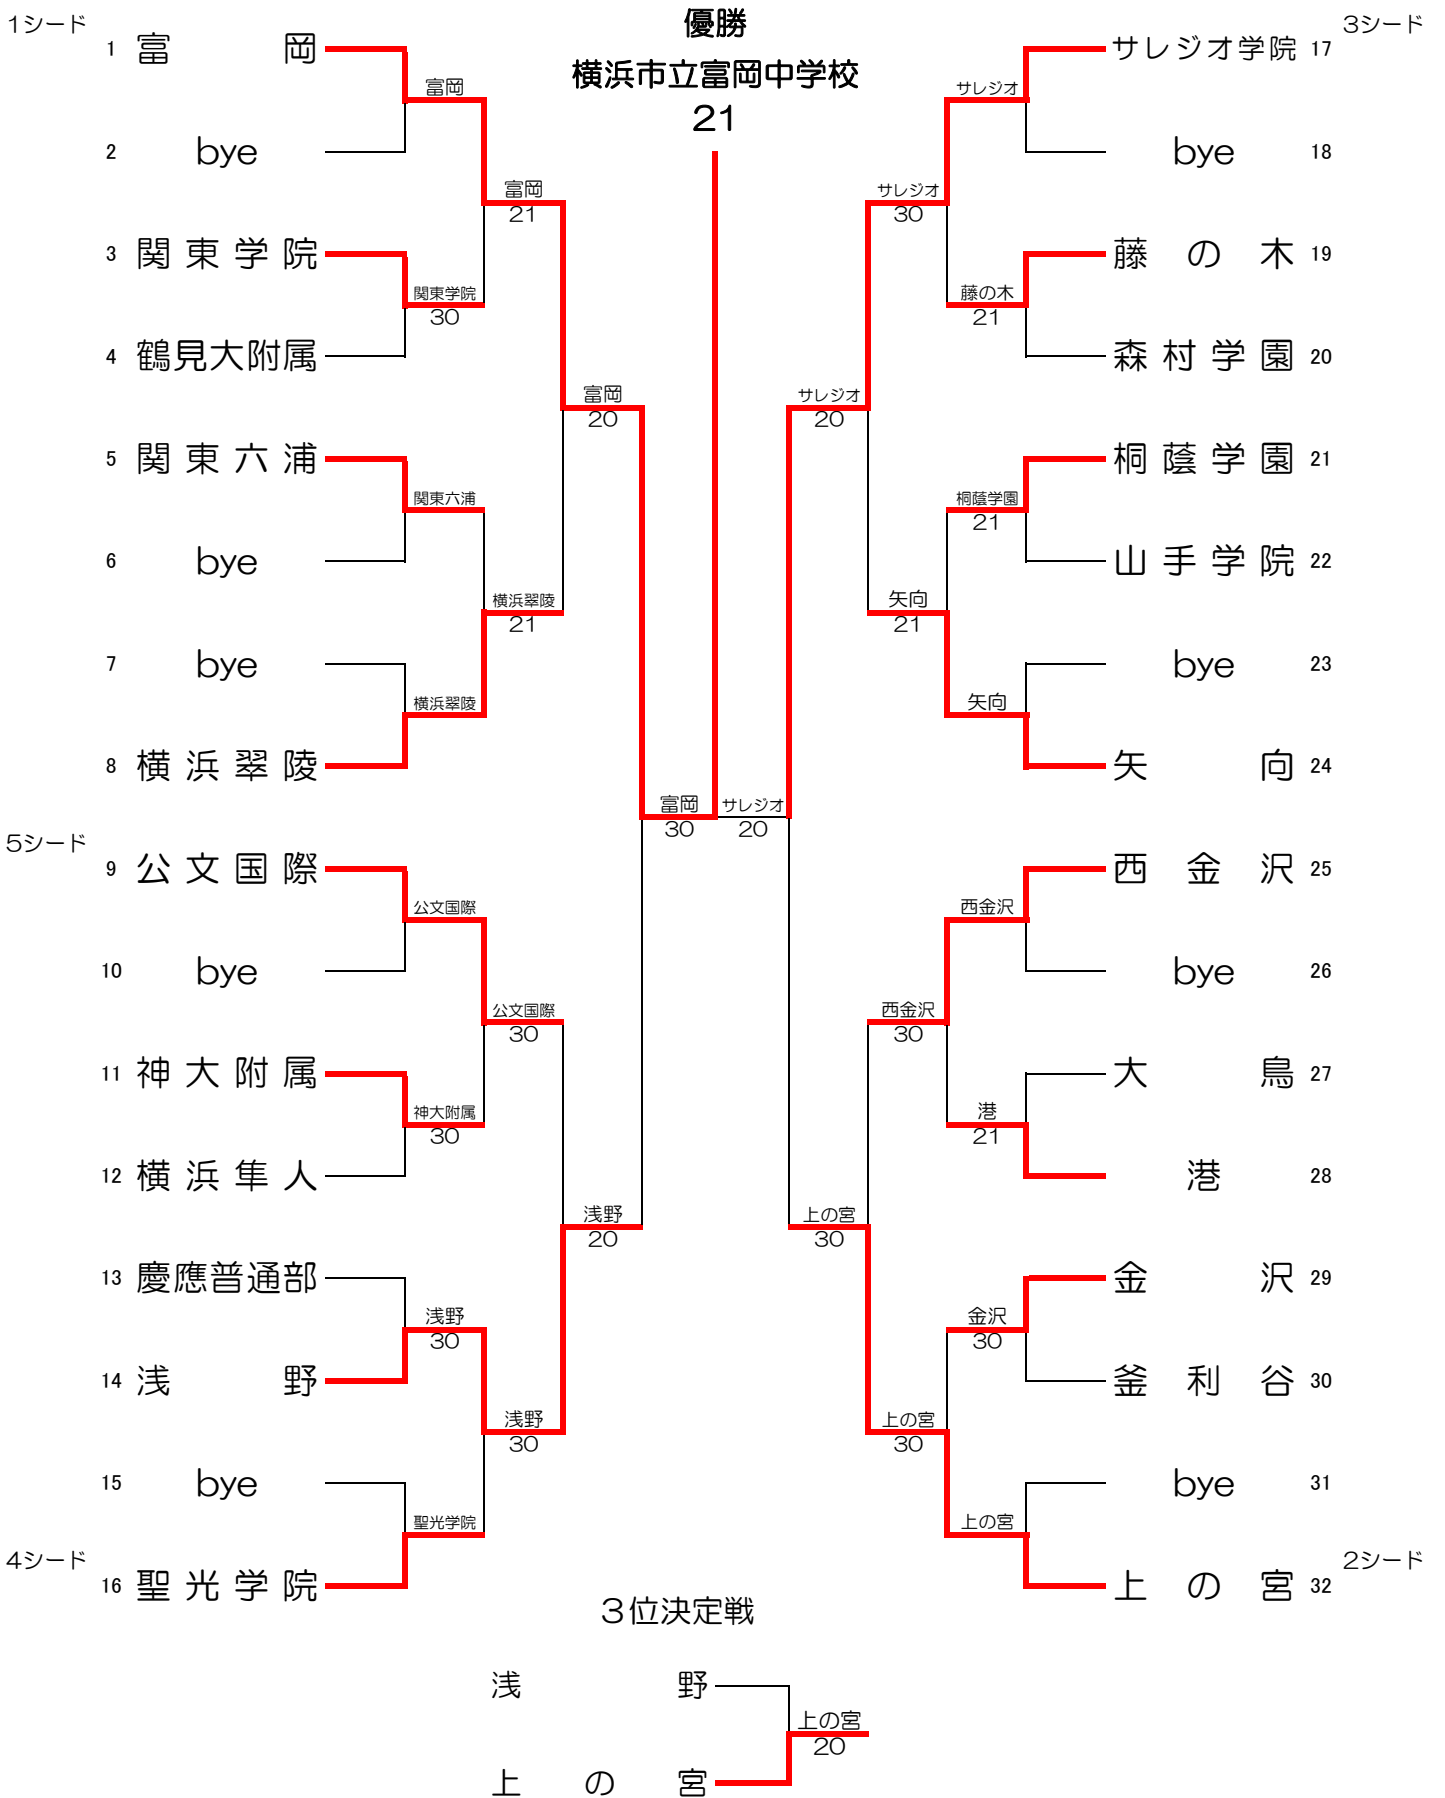 優勝
横浜市立富岡中学校
21
1シード
1 富岡
富岡
2 bye
富岡
21
3 関東学院
関東学院
30
4 鶴見大附属
富岡
20
5 関東六浦
関東六浦
6 bye
横浜翠陵
21
7 bye
横浜翠陵
8 横浜翠陵
富岡
30
5シード
9 公文国際
公文国際
10 bye
公文国際
30
11 神大附属
神大附属
30
12 横浜隼人
浅野
20
13 慶應普通部
浅野
30
14 浅野
浅野
30
15 bye
聖光学院
4シード
16 聖光学院
3シード
サレジオ学院 17
サレジオ
bye 18
サレジオ
30
藤の木 19
藤の木
21
森村学園 20
サレジオ
20
桐蔭学園 21
桐蔭学園
21
山手学院 22
矢向
21
bye 23
矢向
矢向 24
サレジオ
20
西金沢 25
西金沢
bye 26
西金沢
30
大鳥 27
港
21
港 28
上の宮
30
金沢 29
金沢
30
釜利谷 30
上の宮
30
bye 31
上の宮
2シード
上の宮 32
３位決定戦
浅野
上の宮
20
上の宮